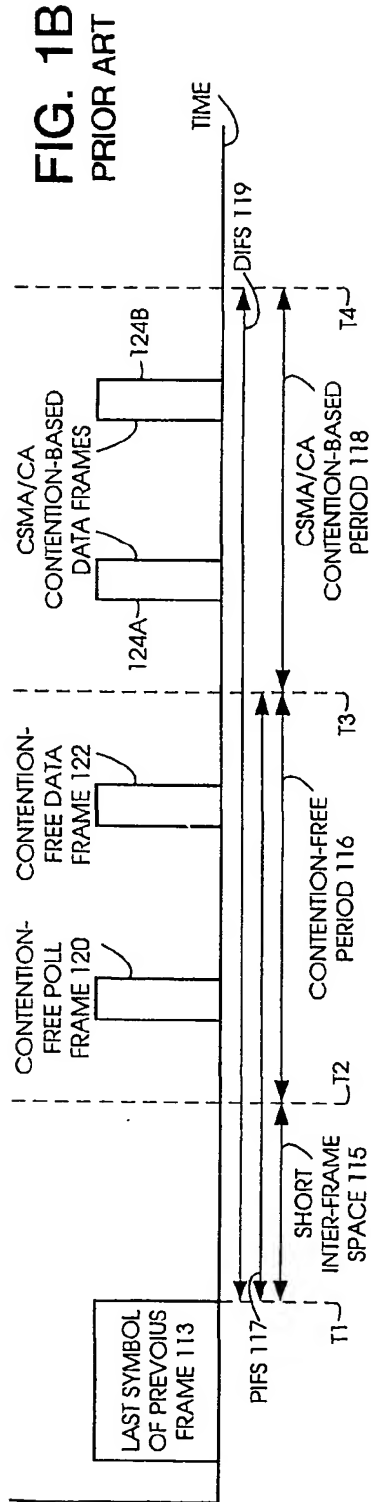 FIG. 1B
PRIOR ART
LAST SYMBOL
OF PREVOIUS
FRAME 113
CONTENTION-
FREE POLL
FRAME 120
CONTENTION-
FREE DATA
FRAME 122
CSMA/CA
CONTENTION-BASED
DATA FRAMES
124A
124B
TIME
PIFS 117
DIFS 119
SHORT
INTER-FRAME
SPACE 115
CONTENTION-FREE
PERIOD 116
CSMA/CA
CONTENTION-BASED
PERIOD 118
T1
T2
T3
T4